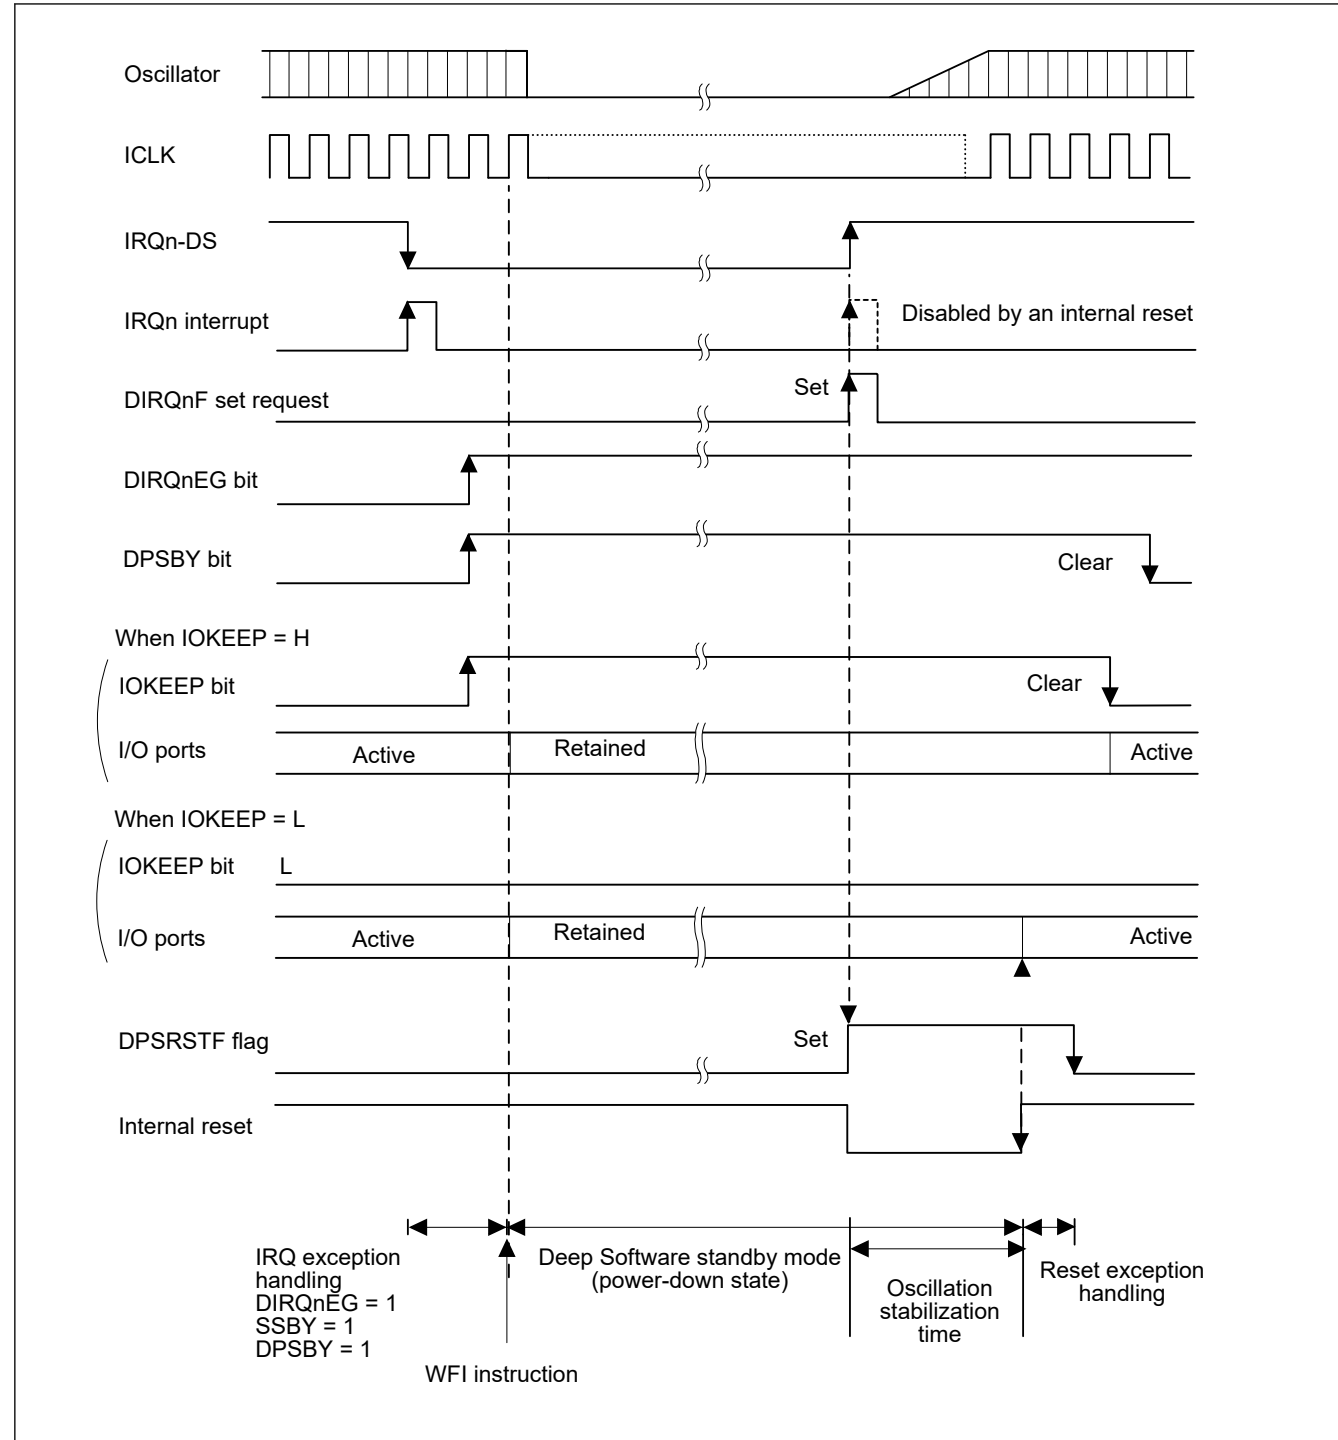 Oscillator
ICLK
IRQn-DS
IRQn interrupt
Disabled by an internal reset
DIRQnF set request
Set
DIRQnEG bit
DPSBY bit
Clear
When IOKEEP = H
IOKEEP bit
Clear
I/O ports
Active
Retained
Active
When IOKEEP = L
IOKEEP bit
L
I/O ports
Active
Retained
Active
DPSRSTF flag
Set
Internal reset
IRQ exception
handling
DIRQnEG = 1
SSBY = 1
DPSBY = 1
WFI instruction
Deep Software standby mode
(power-down state)
Oscillation
stabilization
time
Reset exception
handling